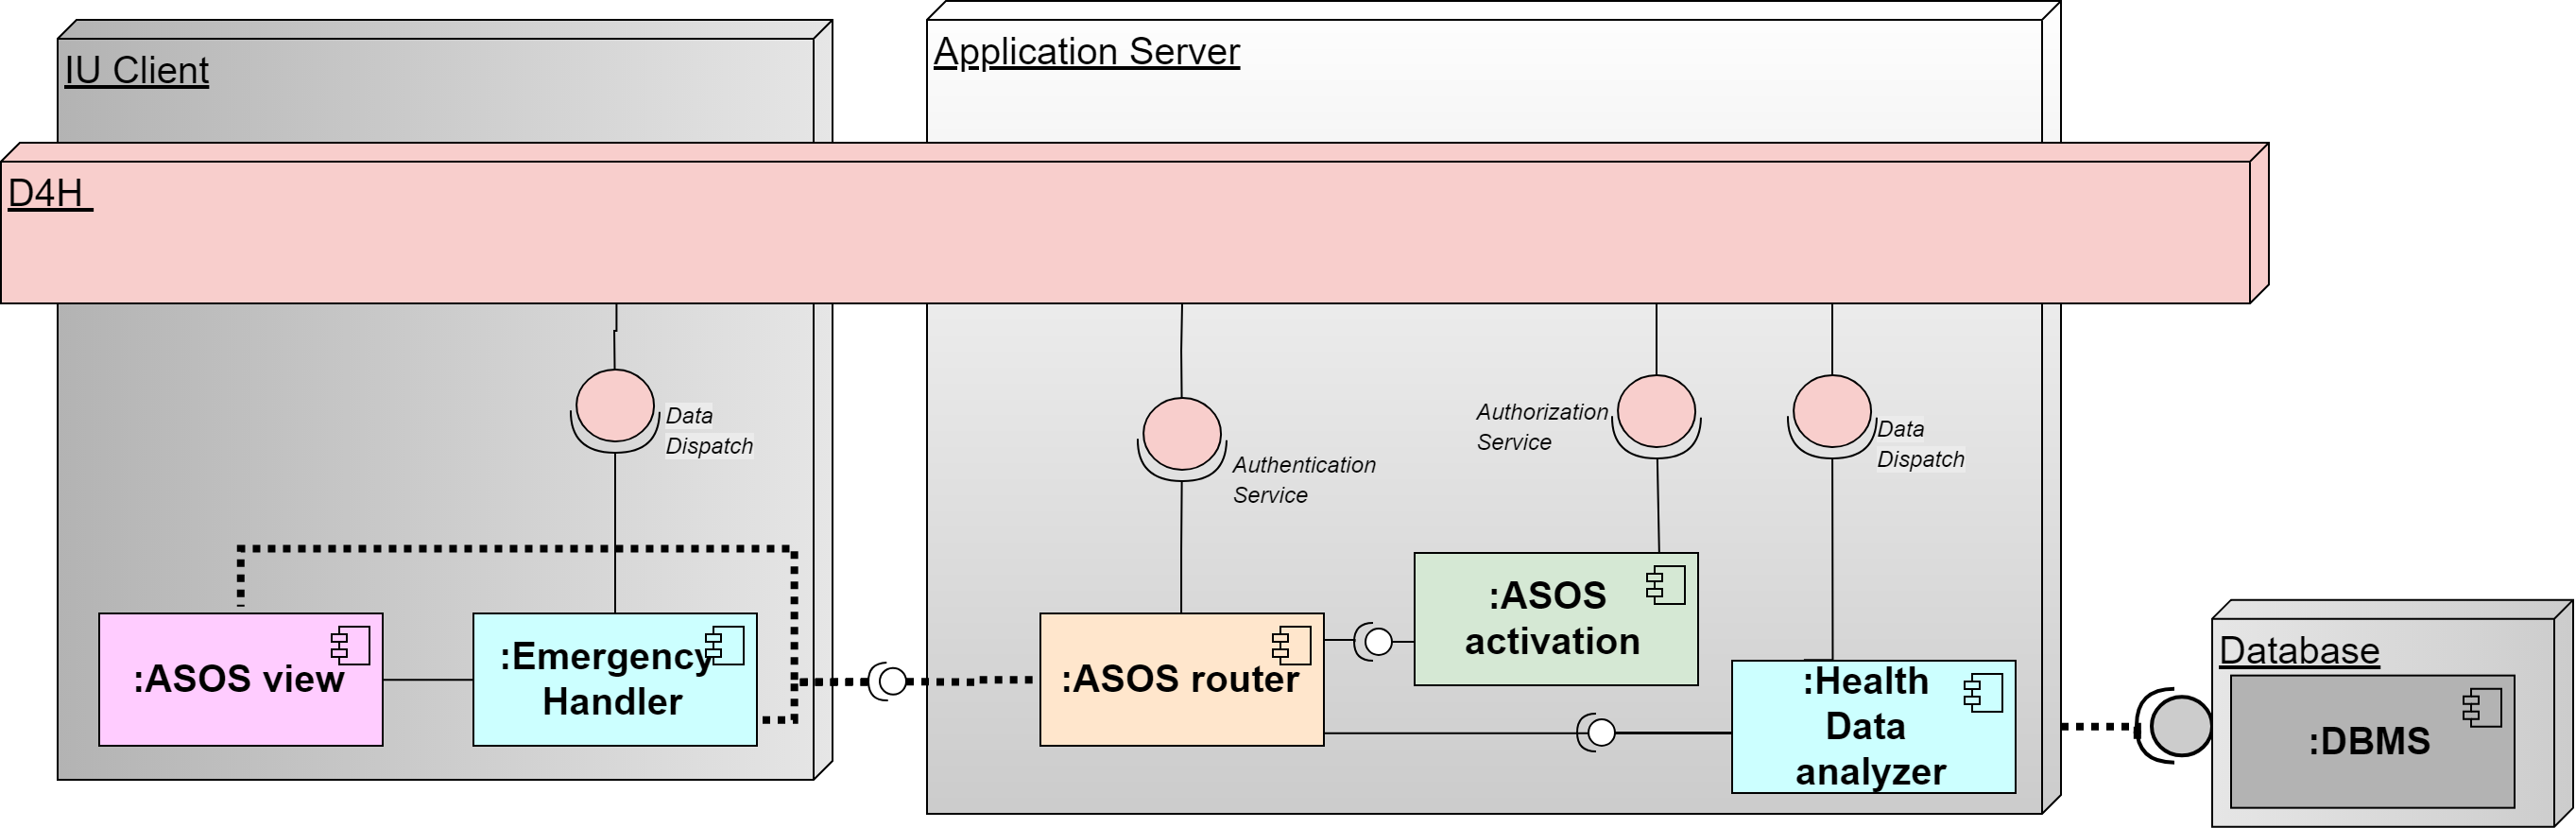 IU Client
Application Server
D4H
Data
Dispatch
Authentication
Service
Authorization
Service
Data
Dispatch
:ASOS view
:Emergency
Handler
:ASOS router
:ASOS
activation
:Health
Data
analyzer
Database
:DBMS